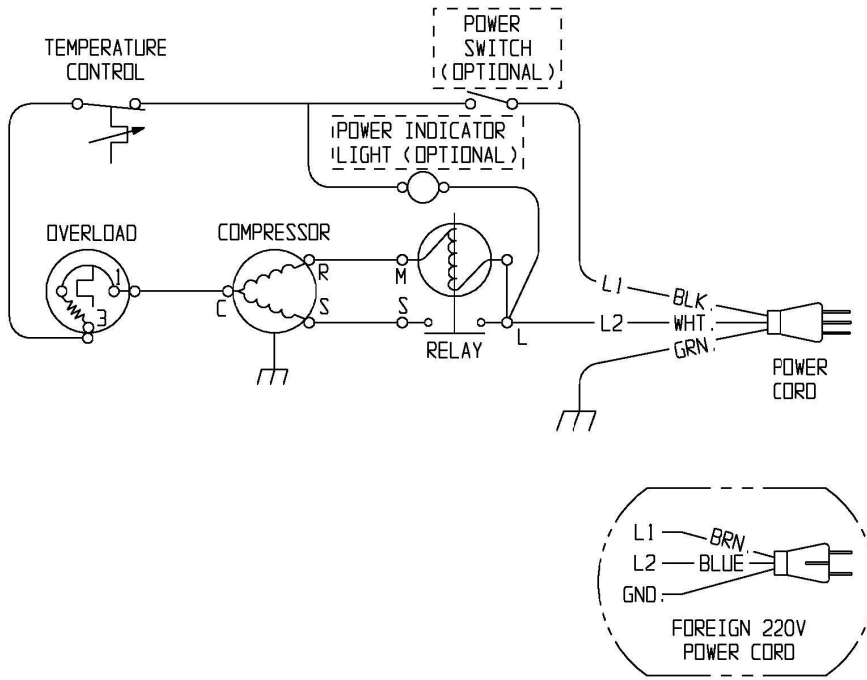 POWER
SWITCH
(OPTIONAL)
TEMPERATURE
CONTROL
POWER INDICATOR
LIGHT (OPTIONAL)
OVERLOAD
COMPRESSOR
1
3
C
R
S
M
S
RELAY
L
L1
BLK.
L2
WHT.
GRN.
POWER
CORD
L1
BRN.
L2
BLUE
GND.
FOREIGN 220V
POWER CORD